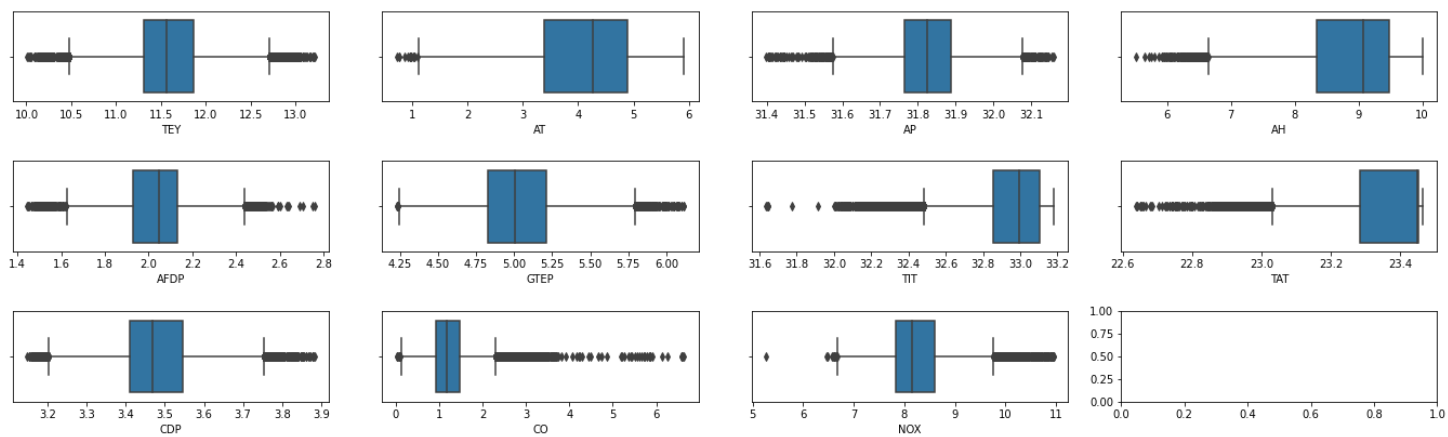 10.0 10.5 11.0 11.5 12.0 12.5 13.0
TEY
1 2 3 4 5 6
AT
31.4 31.5 31.6 31.7 31.8 31.9 32.0 32.1
AP
6 7 8 9 10
AH
1.4 1.6 1.8 2.0 2.2 2.4 2.6 2.8
AFDP
4.25 4.50 4.75 5.00 5.25 5.50 5.75 6.00
GTEP
31.6 31.8 32.0 32.2 32.4 32.6 32.8 33.0 33.2
TIT
22.6 22.8 23.0 23.2 23.4
TAT
3.2 3.3 3.4 3.5 3.6 3.7 3.8 3.9
CDP
0 1 2 3 4 5 6
CO
5 6 7 8 9 10 11
NOX
1.00
0.75
0.50
0.25
0.00
0.0 0.2 0.4 0.6 0.8 1.0